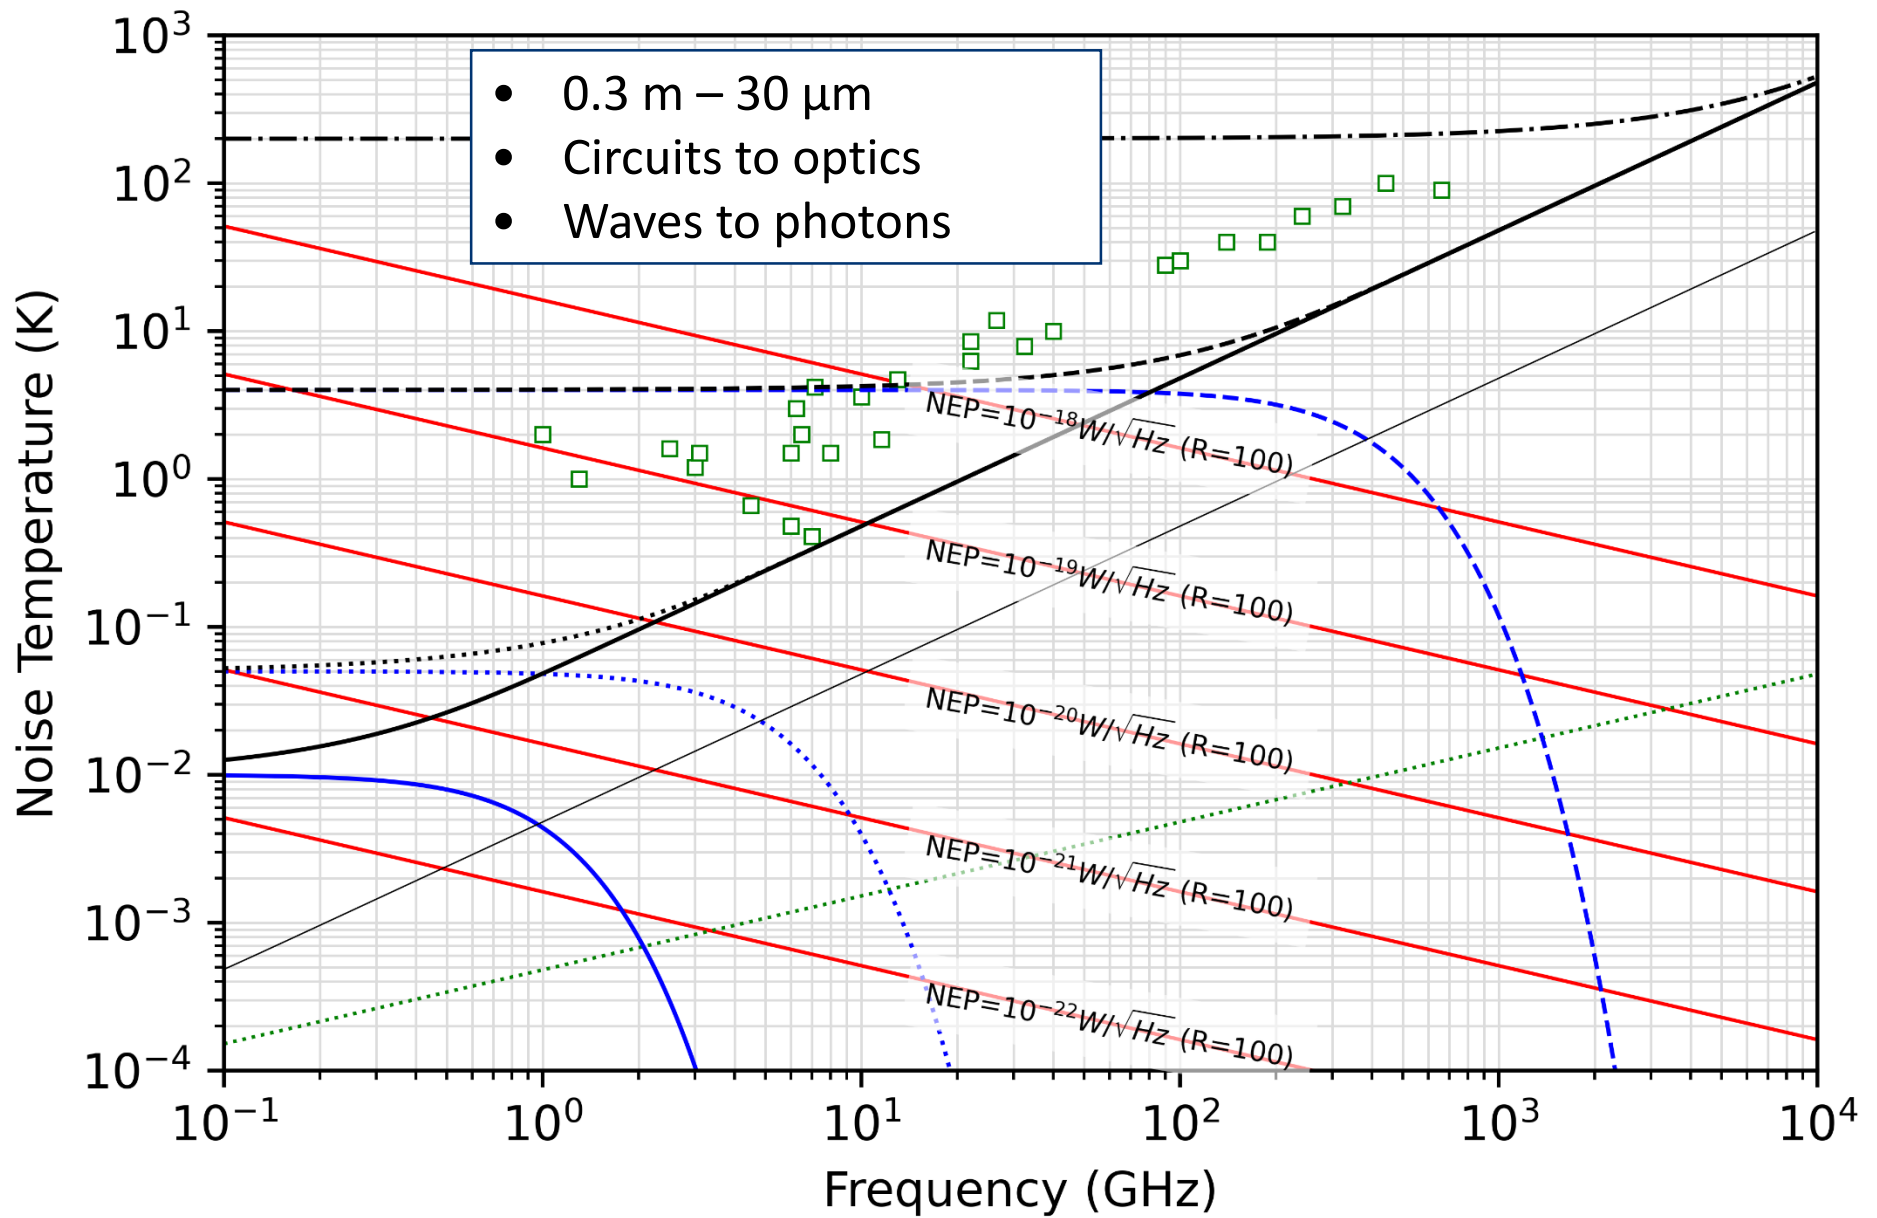 10³
• 0.3 m – 30 µm
• Circuits to optics
• Waves to photons
10²
10¹
10⁰
10⁻¹
10⁻²
10⁻³
10⁻⁴
Noise Temperature (K)
NEP=10⁻¹⁸W/√Hz (R=100)
NEP=10⁻¹⁹W/√Hz (R=100)
NEP=10⁻²⁰W/√Hz (R=100)
NEP=10⁻²¹W/√Hz (R=100)
NEP=10⁻²²W/√Hz (R=100)
10⁻¹ 10⁰ 10¹ 10² 10³ 10⁴
Frequency (GHz)